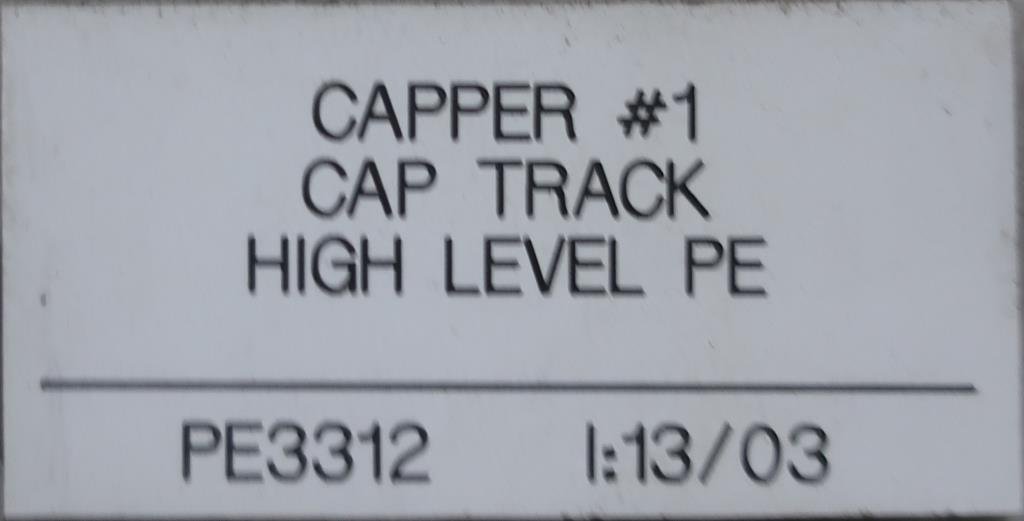 CAPPER #1
CAP TRACK
HIGH LEVEL PE
PE3312 I:13/03